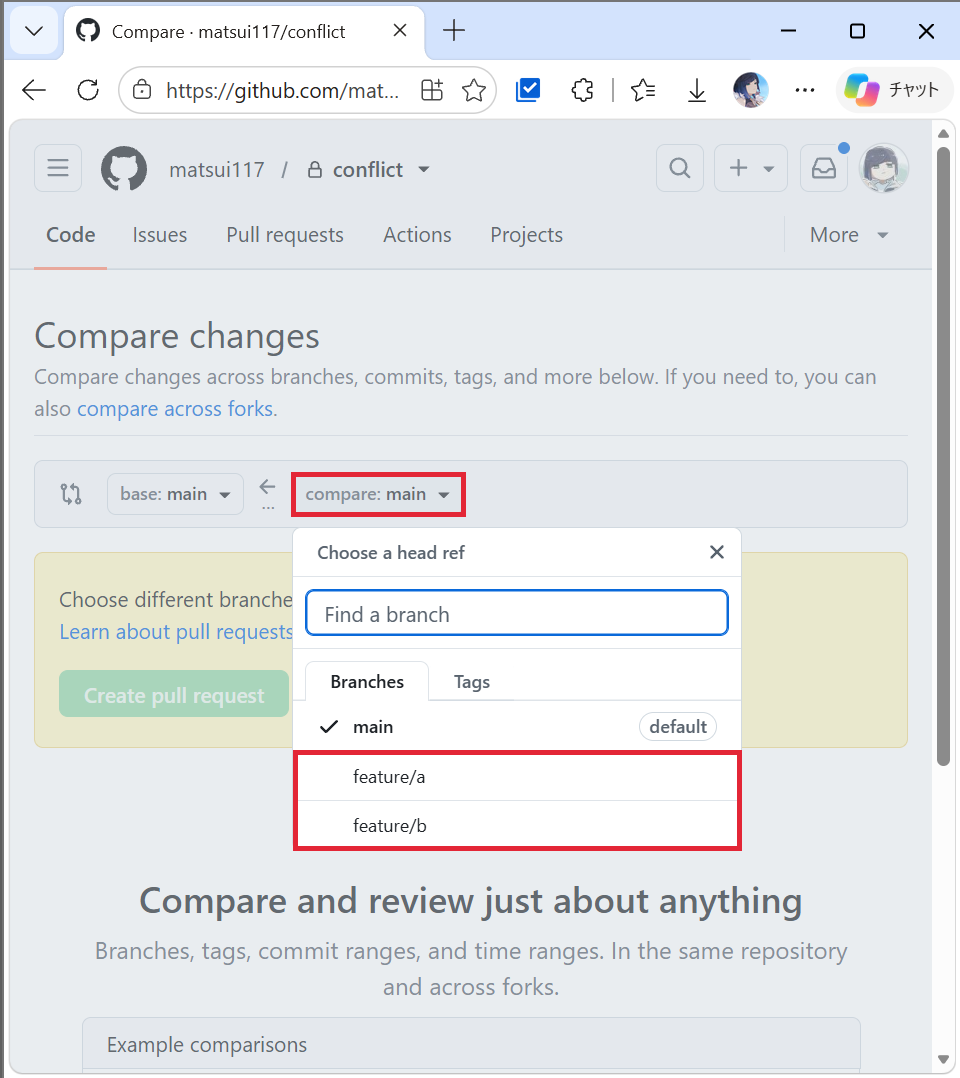 Compare · matsui117/conflict
https://github.com/mat...
チャット
matsui117 / conflict
Code Issues Pull requests Actions Projects More
Compare changes
Compare changes across branches, commits, tags, and more below. If you need to, you can
also compare across forks.
base: main
...
compare: main
Choose a head ref
Choose different branche
Find a branch
Learn about pull requests
Branches Tags
Create pull request
main default
feature/a
feature/b
Compare and review just about anything
Branches, tags, commit ranges, and time ranges. In the same repository
and across forks.
Example comparisons